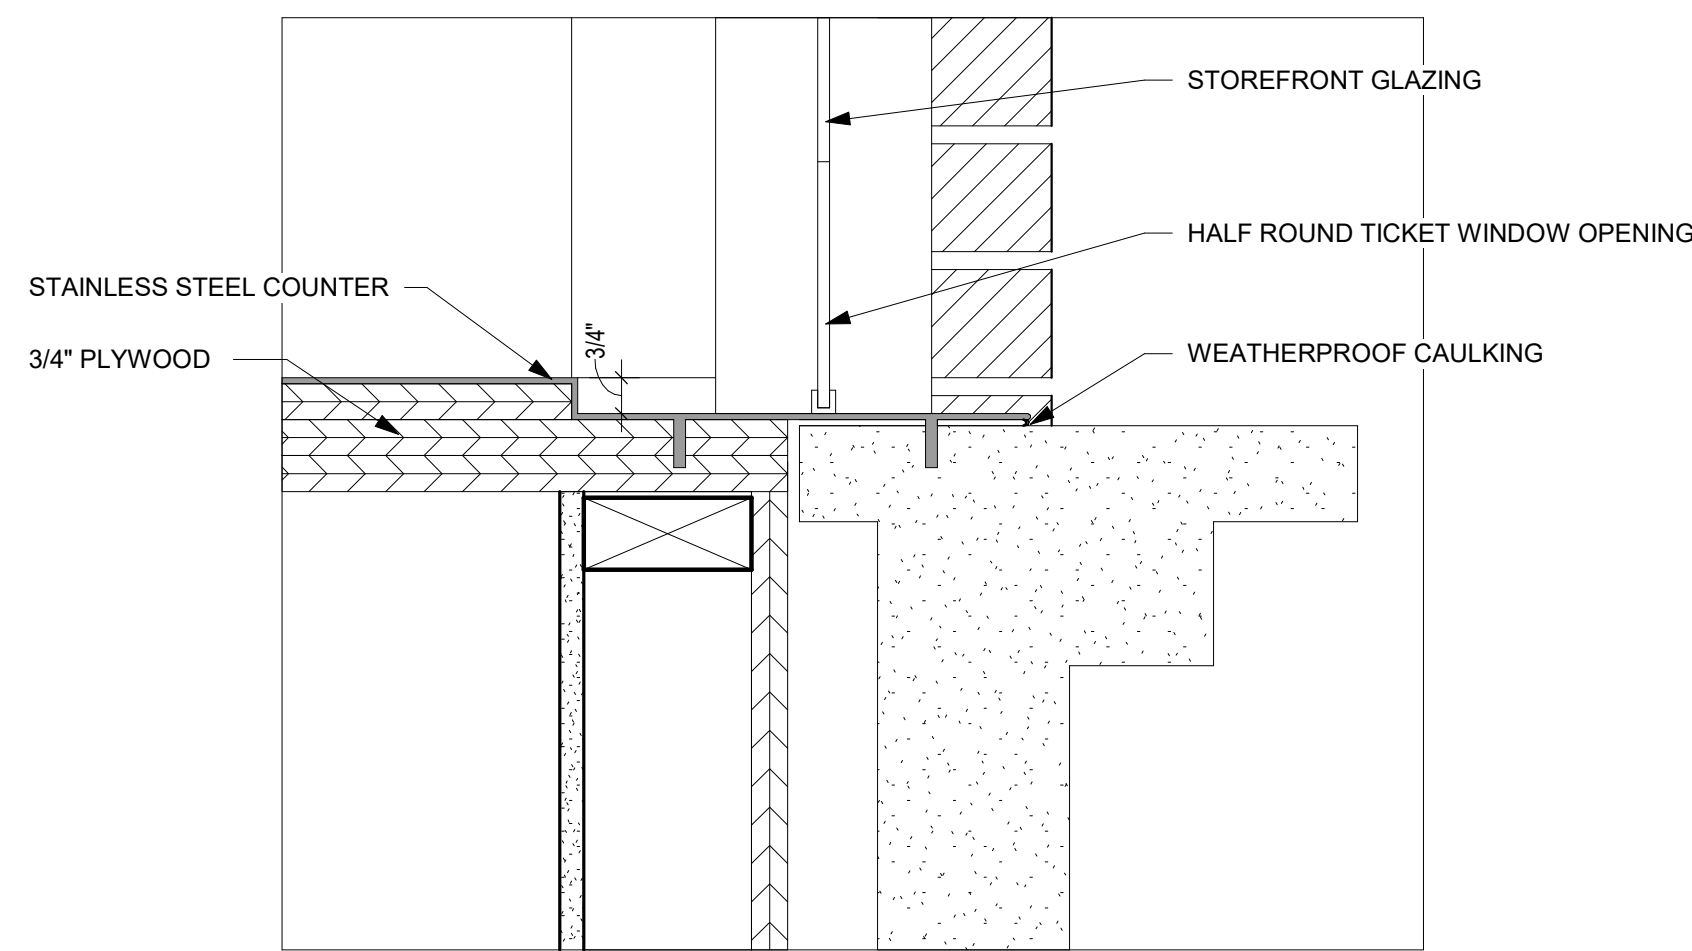 STOREFRONT GLAZING
HALF ROUND TICKET WINDOW OPENING
STAINLESS STEEL COUNTER
3/4"
3/4" PLYWOOD
WEATHERPROOF CAULKING